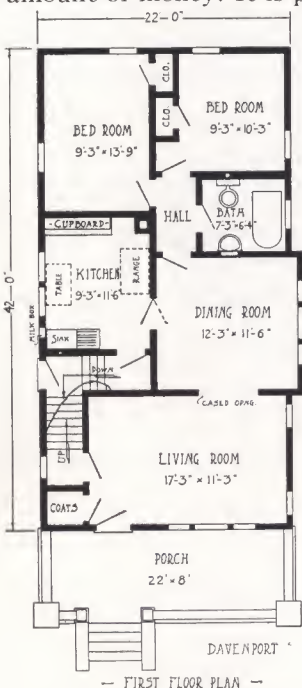 amount of money. It is p
22'-0"
CLO.
CLO.
BED ROOM
9'-3" x 13'-9"
BED ROOM
9'-3" x 10'-3"
HALL
BATH
7'-3" x 6'-4"
-CUPBOARD-
TABLE
KITCHEN
9'-3" x 11'-6"
RANGE
42'-0"
MILK BOX
SINK
DINING ROOM
12'-3" x 11'-6"
DOWN
CASED OPNG.
UP
LIVING ROOM
17'-3" x 11'-3"
COATS
PORCH
22' x 8'
DAVENPORT
— FIRST FLOOR PLAN —